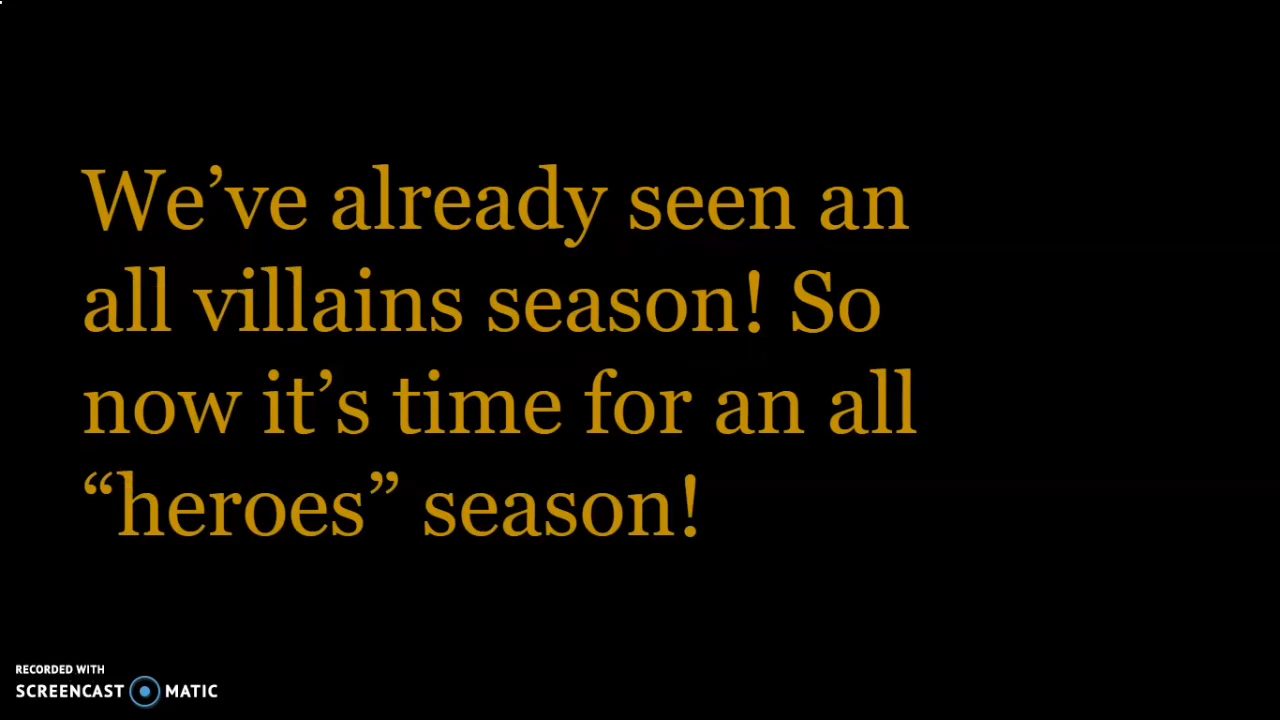 We’ve already seen an
all villains season! So
now it’s time for an all
“heroes” season!
RECORDED WITH
SCREENCAST MATIC